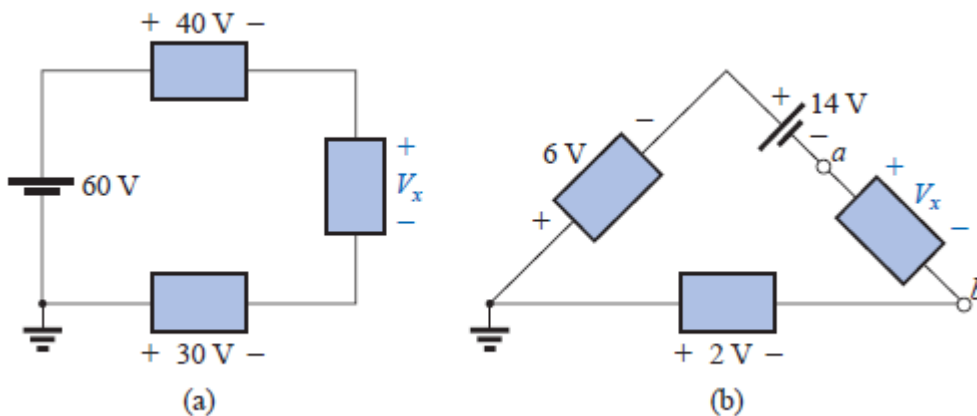 + 40 V −
60 V
+
Vx
−
+ 30 V −
(a)
+
14 V
−
−
a
6 V
+
+
Vx
−
b
+ 2 V −
(b)